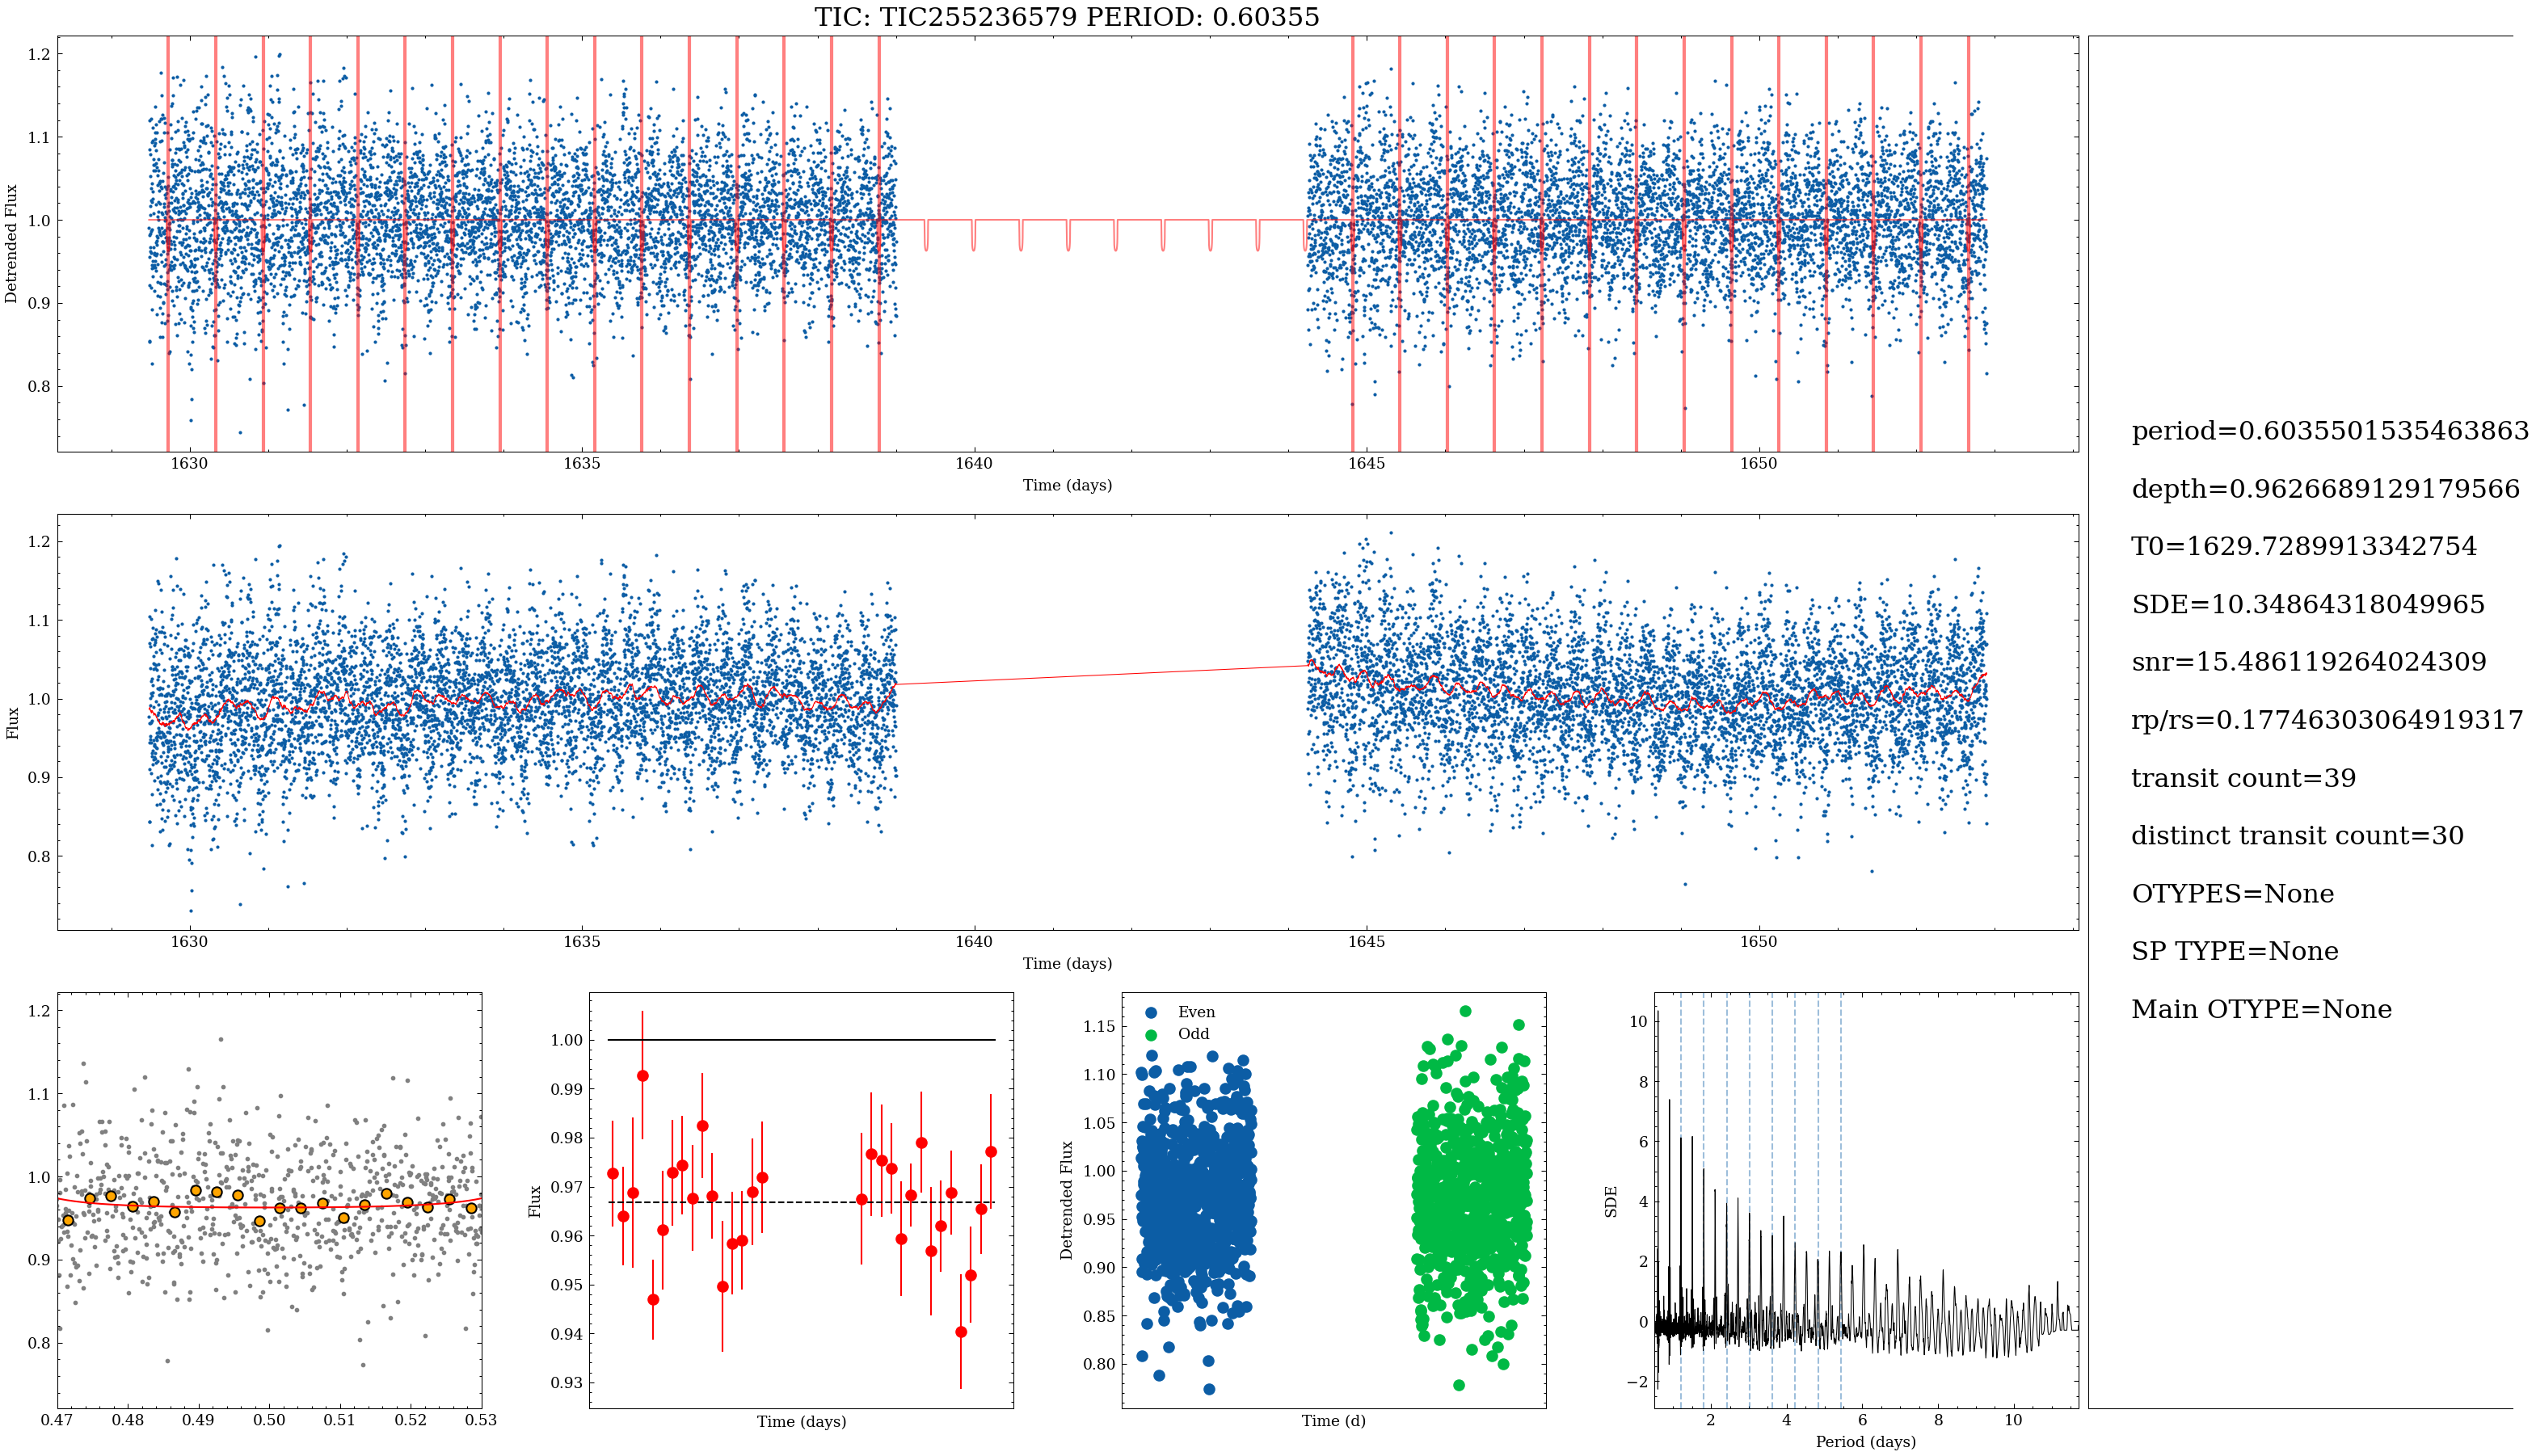 TIC: TIC255236579 PERIOD: 0.60355
1.2
1.1
1.0
0.9
0.8
Detrended Flux
1630
1635
1640
1645
1650
Time (days)
1.2
1.1
1.0
0.9
0.8
Flux
1630
1635
1640
1645
1650
Time (days)
period=0.6035501535463863
depth=0.9626689129179566
T0=1629.7289913342754
SDE=10.34864318049965
snr=15.486119264024309
rp/rs=0.17746303064919317
transit count=39
distinct transit count=30
OTYPES=None
SP TYPE=None
Main OTYPE=None
1.2
1.1
1.0
0.9
0.8
0.47
0.48
0.49
0.50
0.51
0.52
0.53
1.00
0.99
0.98
0.97
0.96
0.95
0.94
0.93
Flux
Time (days)
Even
Odd
1.15
1.10
1.05
1.00
0.95
0.90
0.85
0.80
Detrended Flux
Time (d)
10
8
6
4
2
0
−2
SDE
2
4
6
8
10
Period (days)